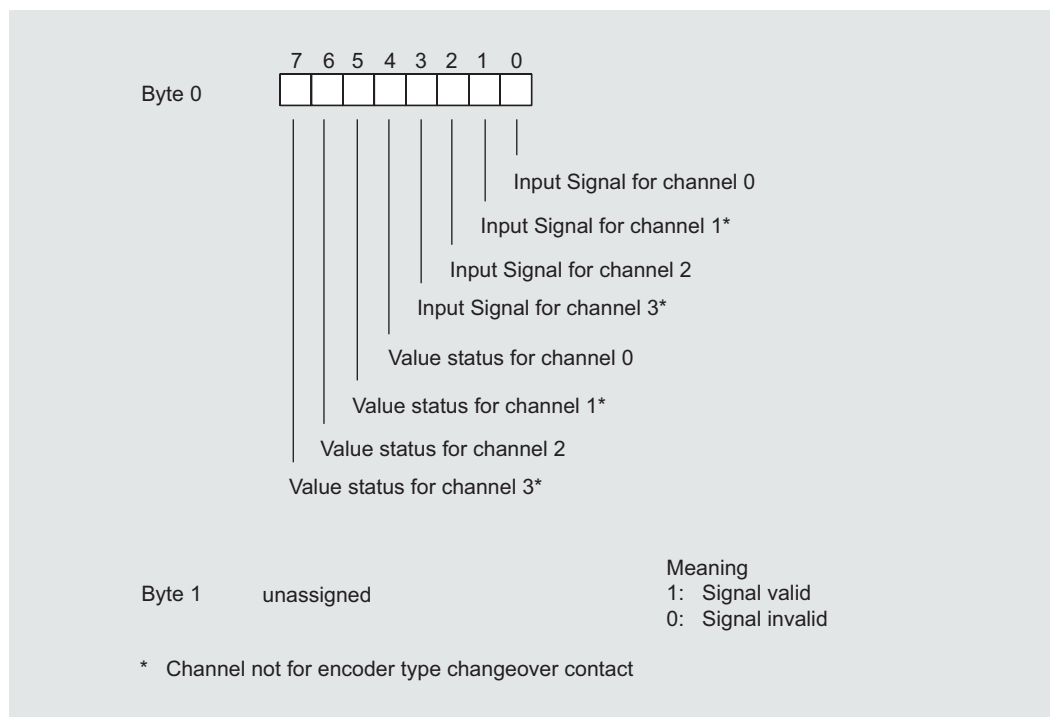 7 6 5 4 3 2 1 0
Byte 0
Input Signal for channel 0
Input Signal for channel 1*
Input Signal for channel 2
Input Signal for channel 3*
Value status for channel 0
Value status for channel 1*
Value status for channel 2
Value status for channel 3*
Meaning
Byte 1 unassigned 1: Signal valid
0: Signal invalid
* Channel not for encoder type changeover contact